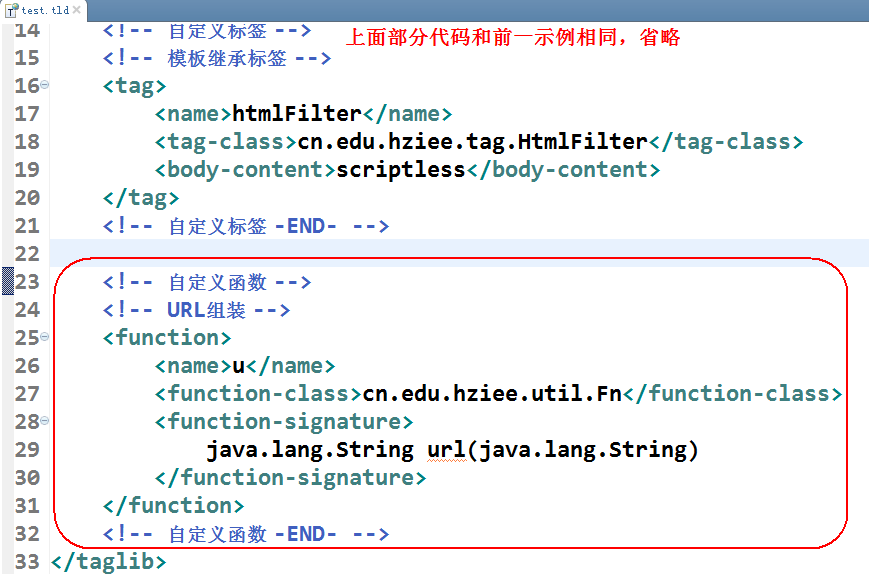 test.tld
14 <!-- 自定义标签 --> 上面部分代码和前一示例相同，省略
15 <!-- 模板继承标签 -->
16 <tag>
17 <name>htmlFilter</name>
18 <tag-class>cn.edu.hziee.tag.HtmlFilter</tag-class>
19 <body-content>scriptless</body-content>
20 </tag>
21 <!-- 自定义标签 -END- -->
22
23 <!-- 自定义函数 -->
24 <!-- URL组装 -->
25 <function>
26 <name>u</name>
27 <function-class>cn.edu.hziee.util.Fn</function-class>
28 <function-signature>
29 java.lang.String url(java.lang.String)
30 </function-signature>
31 </function>
32 <!-- 自定义函数 -END- -->
33 </taglib>